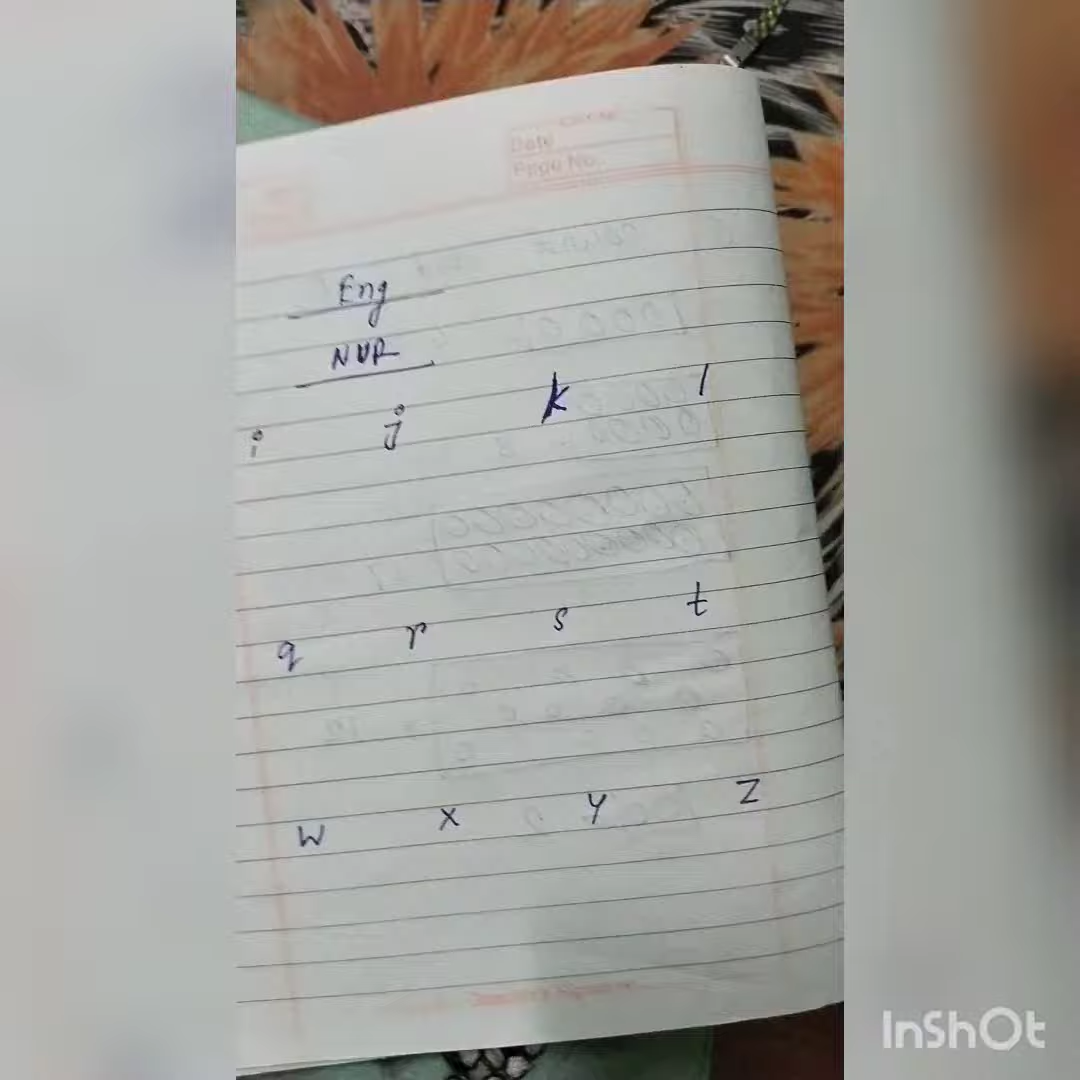 Date
Page No.
Eng
NUR
i j k l
q r s t
w x y z
InShOt